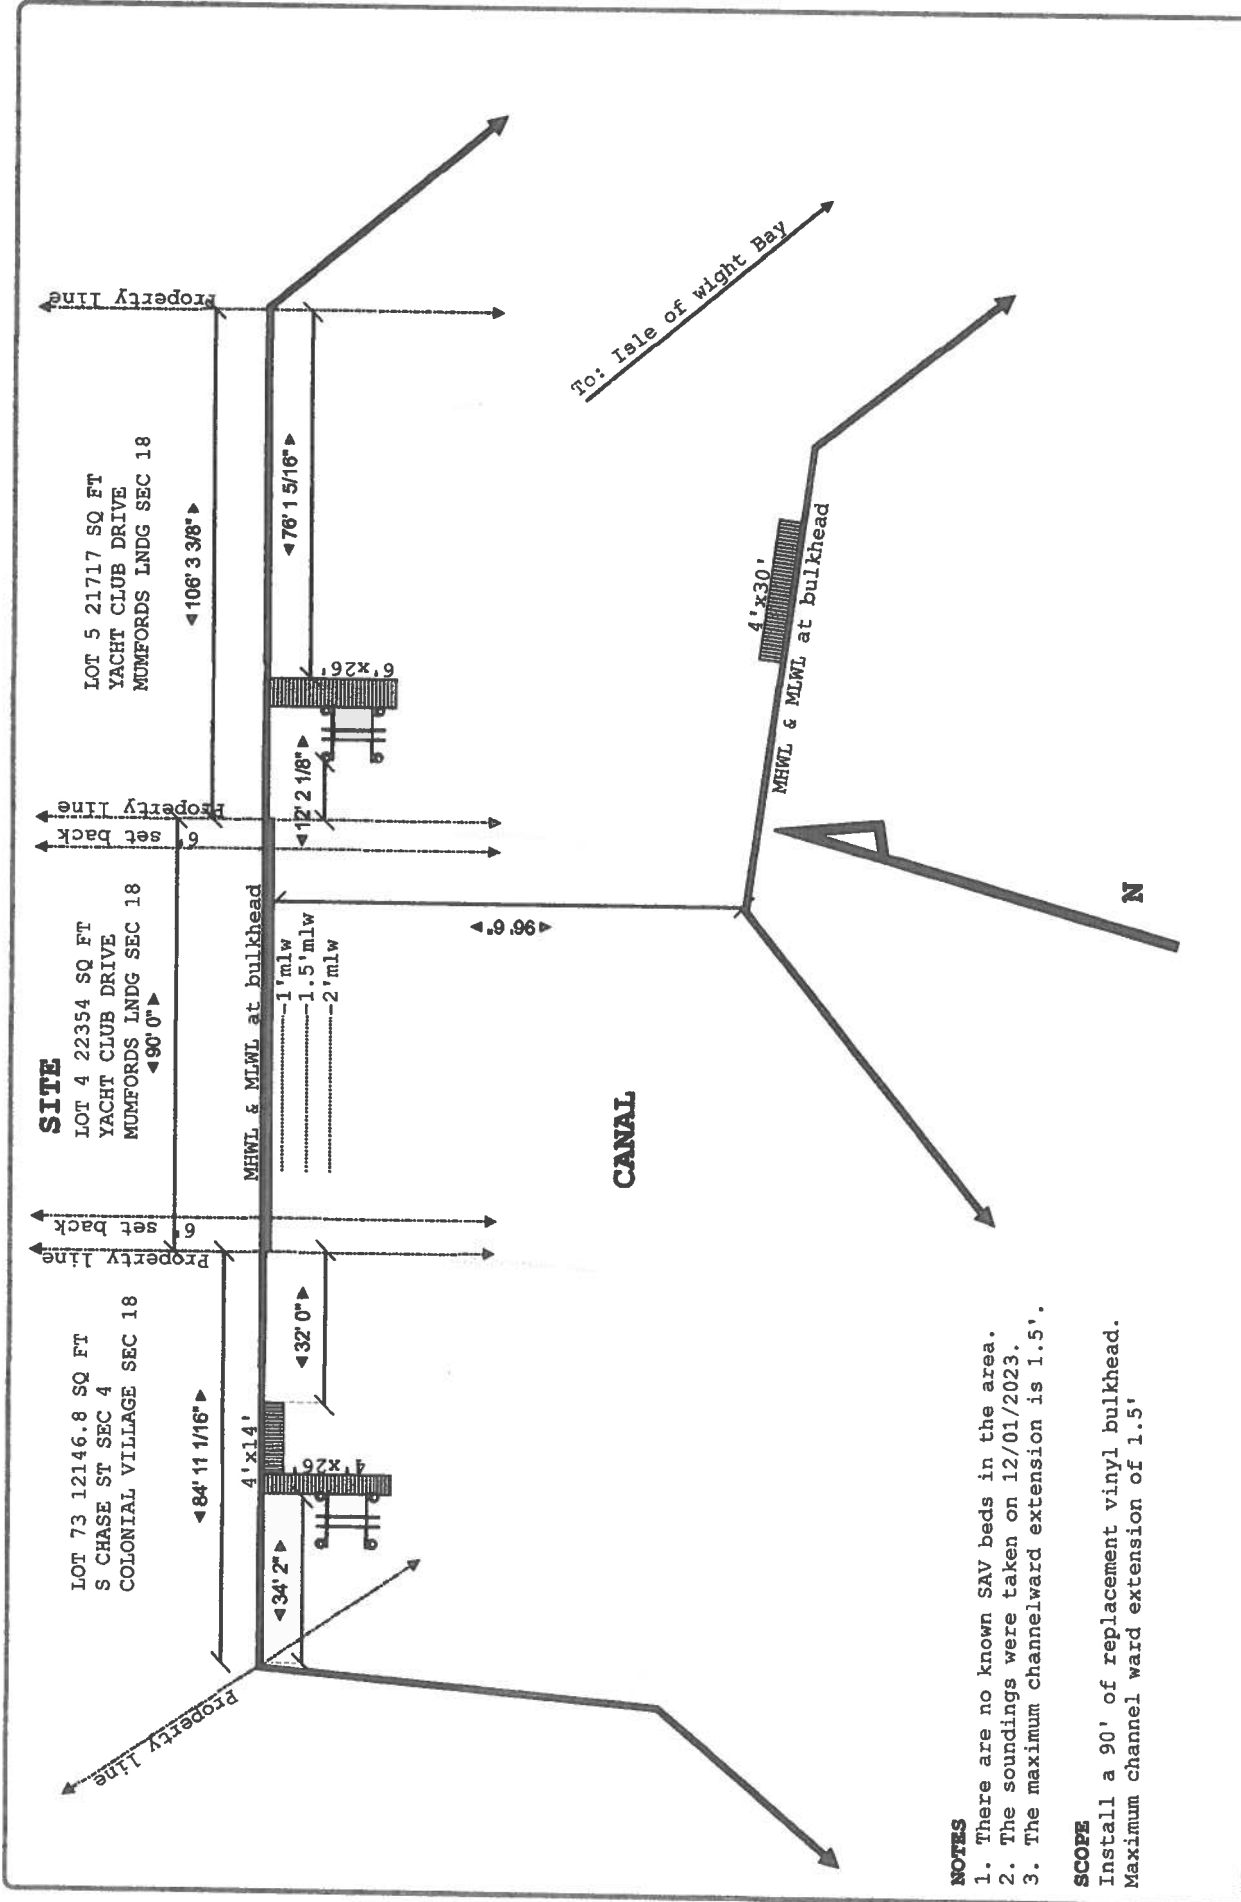 SITE
LOT 73 12146.8 SQ FT
S CHASE ST SEC 4
COLONIAL VILLAGE SEC 18
LOT 4 22354 SQ FT
YACHT CLUB DRIVE
MUMFORDS LNDG SEC 18
LOT 5 21717 SQ FT
YACHT CLUB DRIVE
MUMFORDS LNDG SEC 18
Property line
84' 11 1/16"
Property line
6' set back
90' 0"
6' set back
Property line
106' 3 3/8"
Property line
4'x14'
MHWL & MLWL at bulkhead
34' 2"
4'x26'
32' 0"
1'mlw
1.5'mlw
2'mlw
12' 2 1/8"
6'x26'
76' 1 5/16"
96' 6"
CANAL
To: Isle of wight Bay
4'x30'
MHWL & MLWL at bulkhead
N
NOTES
1. There are no known SAV beds in the area.
2. The soundings were taken on 12/01/2023.
3. The maximum channelward extension is 1.5'.
SCOPE
Install a 90' of replacement vinyl bulkhead.
Maximum channel ward extension of 1.5'